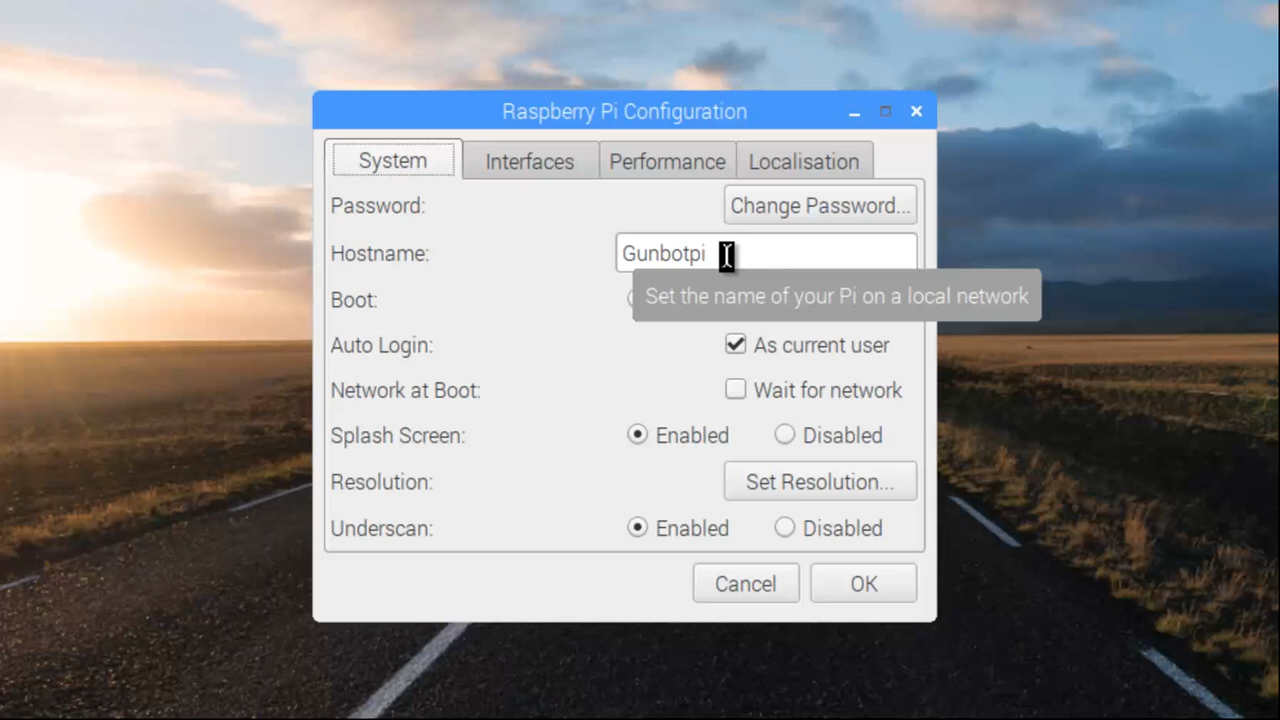 Raspberry Pi Configuration
System Interfaces Performance Localisation
Password: Change Password...
Hostname: Gunbotpi
Set the name of your Pi on a local network
Boot:
Auto Login: As current user
Network at Boot: Wait for network
Splash Screen: Enabled Disabled
Resolution: Set Resolution...
Underscan: Enabled Disabled
Cancel OK